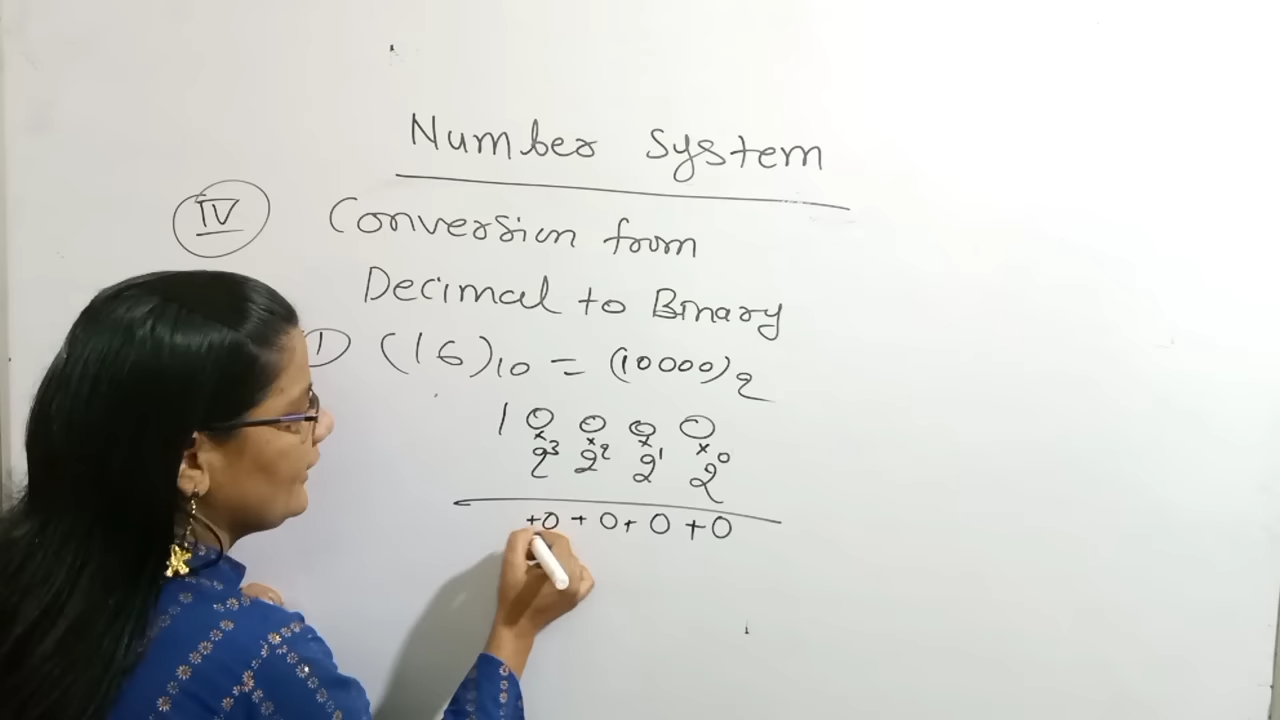 Number System
IV Conversion from
Decimal to Binary
1) (16)₁₀ = (10000)₂
1 0 0 0 0
× × × ×
2³ 2² 2¹ 2⁰
+0 + 0 + 0 + 0